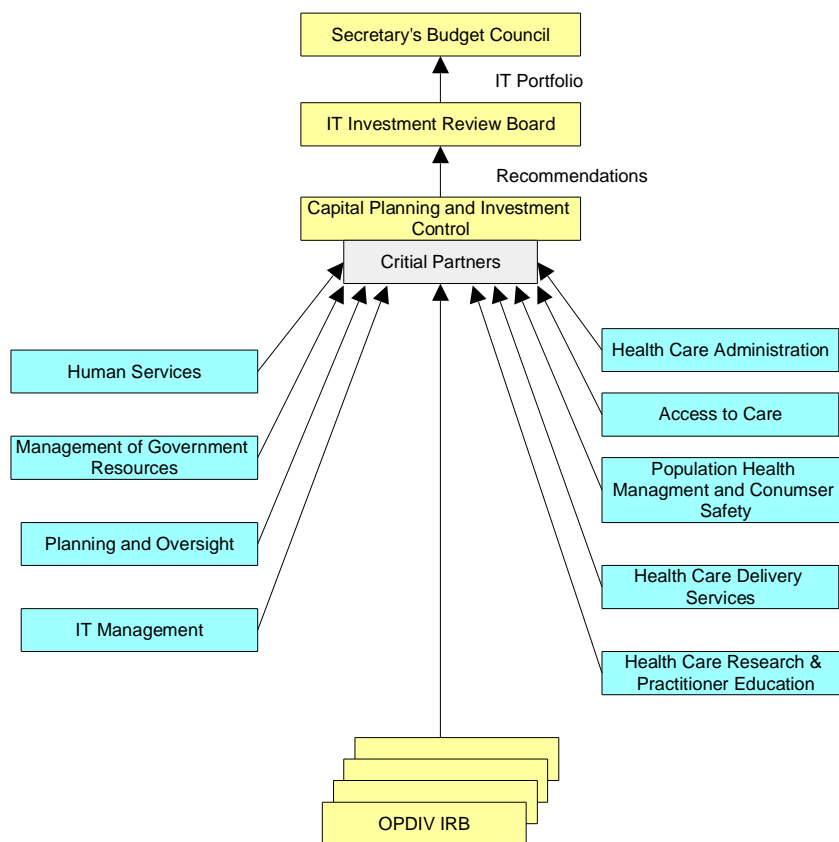 Secretary's Budget Council
IT Portfolio
IT Investment Review Board
Recommendations
Capital Planning and Investment
Control
Critial Partners
Human Services
Management of Government
Resources
Planning and Oversight
IT Management
Health Care Administration
Access to Care
Population Health
Managment and Conumser
Safety
Health Care Delivery
Services
Health Care Research &
Practitioner Education
OPDIV IRB